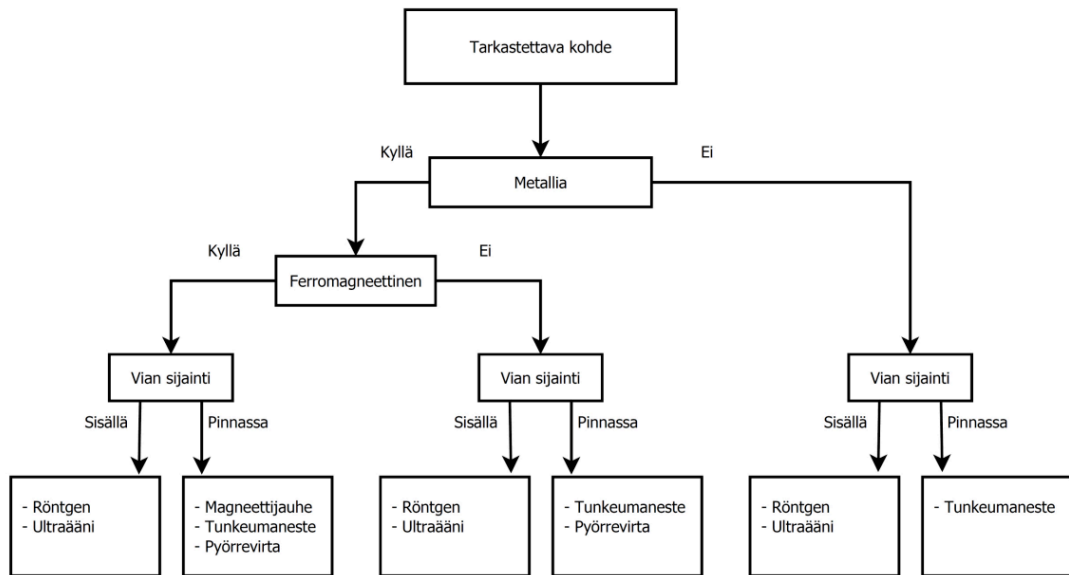 Tarkastettava kohde
Kyllä
Ei
Metallia
Kyllä
Ei
Ferromagneettinen
Vian sijainti
Vian sijainti
Vian sijainti
Sisällä
Pinnassa
Sisällä
Pinnassa
Sisällä
Pinnassa
- Röntgen
- Ultraääni
- Magneettijauhe
- Tunkeumaneste
- Pyörrevirta
- Röntgen
- Ultraääni
- Tunkeumaneste
- Pyörrevirta
- Röntgen
- Ultraääni
- Tunkeumaneste